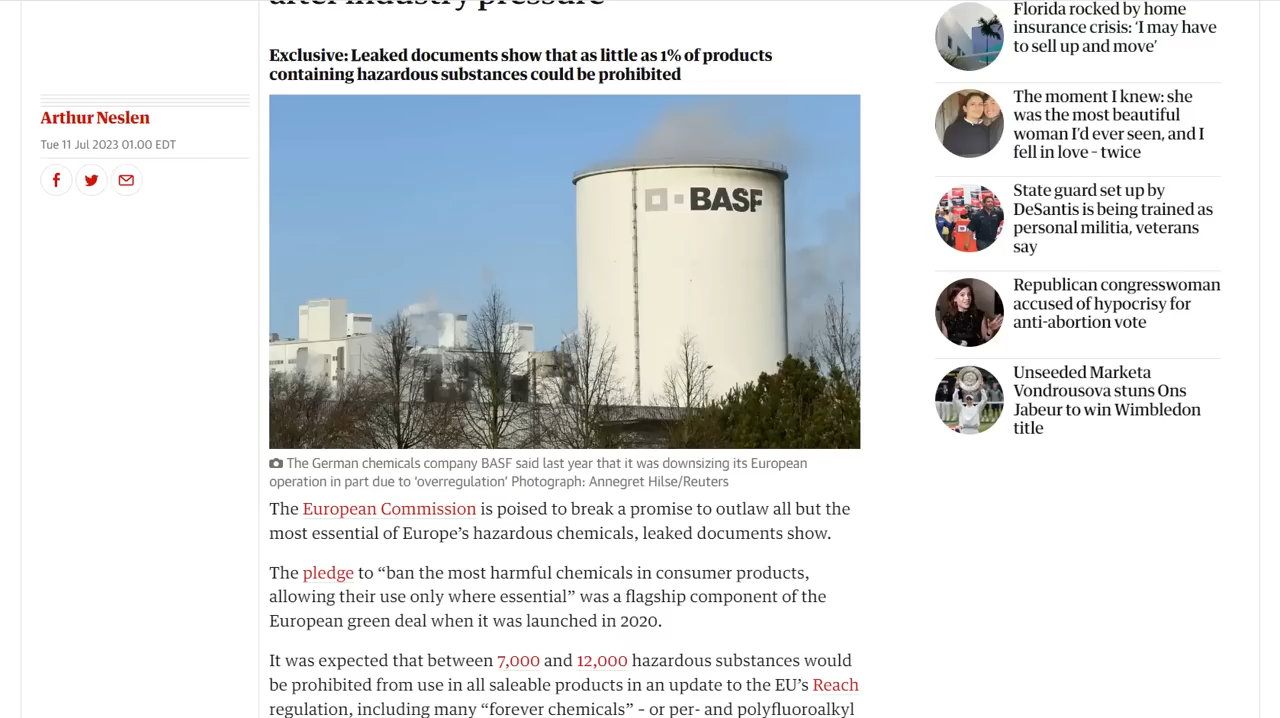 after industry pressure
Exclusive: Leaked documents show that as little as 1% of products
containing hazardous substances could be prohibited
Arthur Neslen
Tue 11 Jul 2023 01.00 EDT
BASF
The German chemicals company BASF said last year that it was downsizing its European
operation in part due to ‘overregulation’ Photograph: Annegret Hilse/Reuters
The European Commission is poised to break a promise to outlaw all but the
most essential of Europe’s hazardous chemicals, leaked documents show.
The pledge to “ban the most harmful chemicals in consumer products,
allowing their use only where essential” was a flagship component of the
European green deal when it was launched in 2020.
It was expected that between 7,000 and 12,000 hazardous substances would
be prohibited from use in all saleable products in an update to the EU’s Reach
regulation, including many “forever chemicals” – or per- and polyfluoroalkyl
Florida rocked by home
insurance crisis: ‘I may have
to sell up and move’
The moment I knew: she
was the most beautiful
woman I’d ever seen, and I
fell in love – twice
State guard set up by
DeSantis is being trained as
personal militia, veterans
say
Republican congresswoman
accused of hypocrisy for
anti-abortion vote
Unseeded Marketa
Vondrousova stuns Ons
Jabeur to win Wimbledon
title